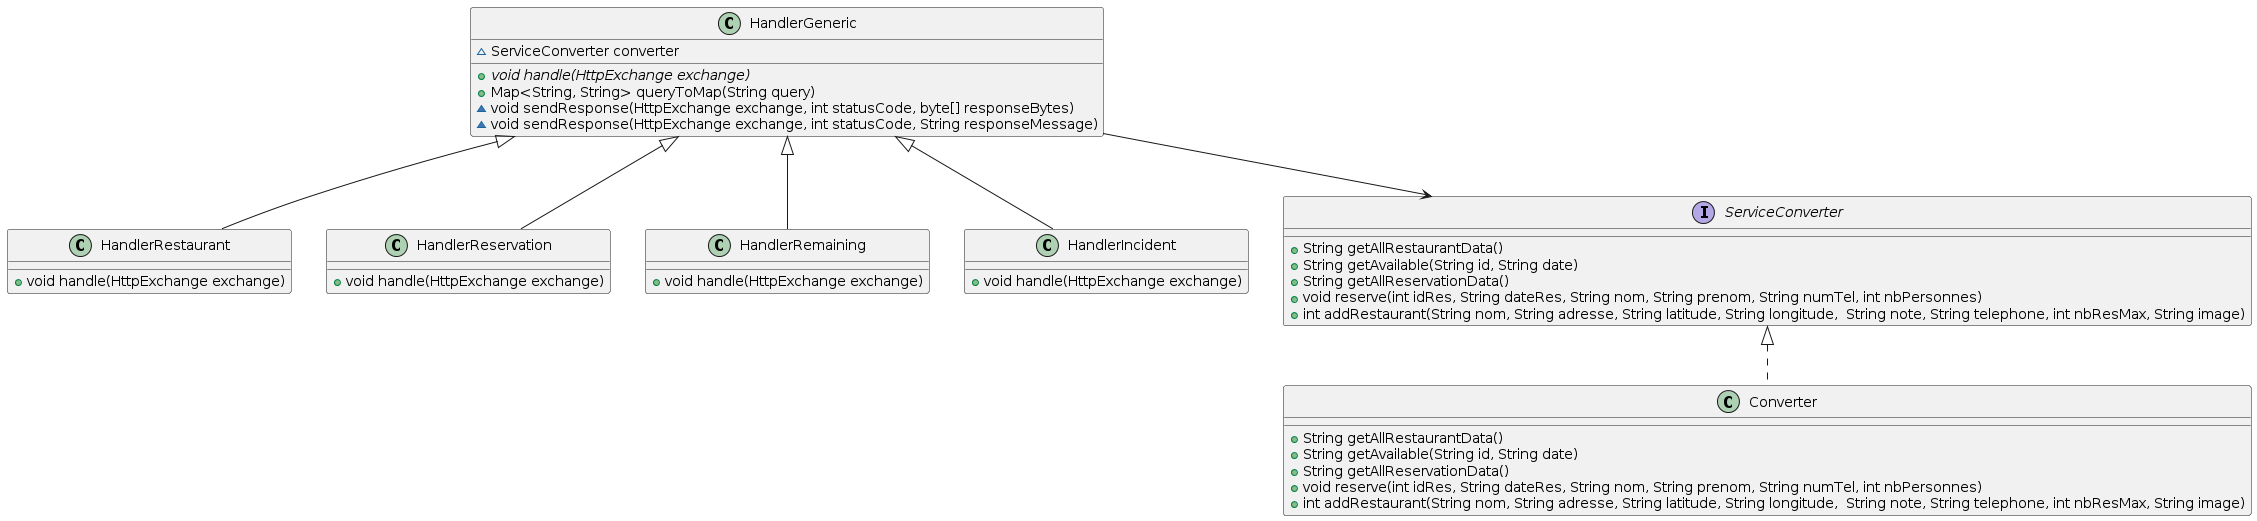 C HandlerGeneric
ServiceConverter converter
void handle(HttpExchange exchange)
Map<String, String> queryToMap(String query)
void sendResponse(HttpExchange exchange, int statusCode, byte[] responseBytes)
void sendResponse(HttpExchange exchange, int statusCode, String responseMessage)
C HandlerRestaurant
void handle(HttpExchange exchange)
C HandlerReservation
void handle(HttpExchange exchange)
C HandlerRemaining
void handle(HttpExchange exchange)
C HandlerIncident
void handle(HttpExchange exchange)
I ServiceConverter
String getAllRestaurantData()
String getAvailable(String id, String date)
String getAllReservationData()
void reserve(int idRes, String dateRes, String nom, String prenom, String numTel, int nbPersonnes)
int addRestaurant(String nom, String adresse, String latitude, String longitude,  String note, String telephone, int nbResMax, String image)
C Converter
String getAllRestaurantData()
String getAvailable(String id, String date)
String getAllReservationData()
void reserve(int idRes, String dateRes, String nom, String prenom, String numTel, int nbPersonnes)
int addRestaurant(String nom, String adresse, String latitude, String longitude,  String note, String telephone, int nbResMax, String image)